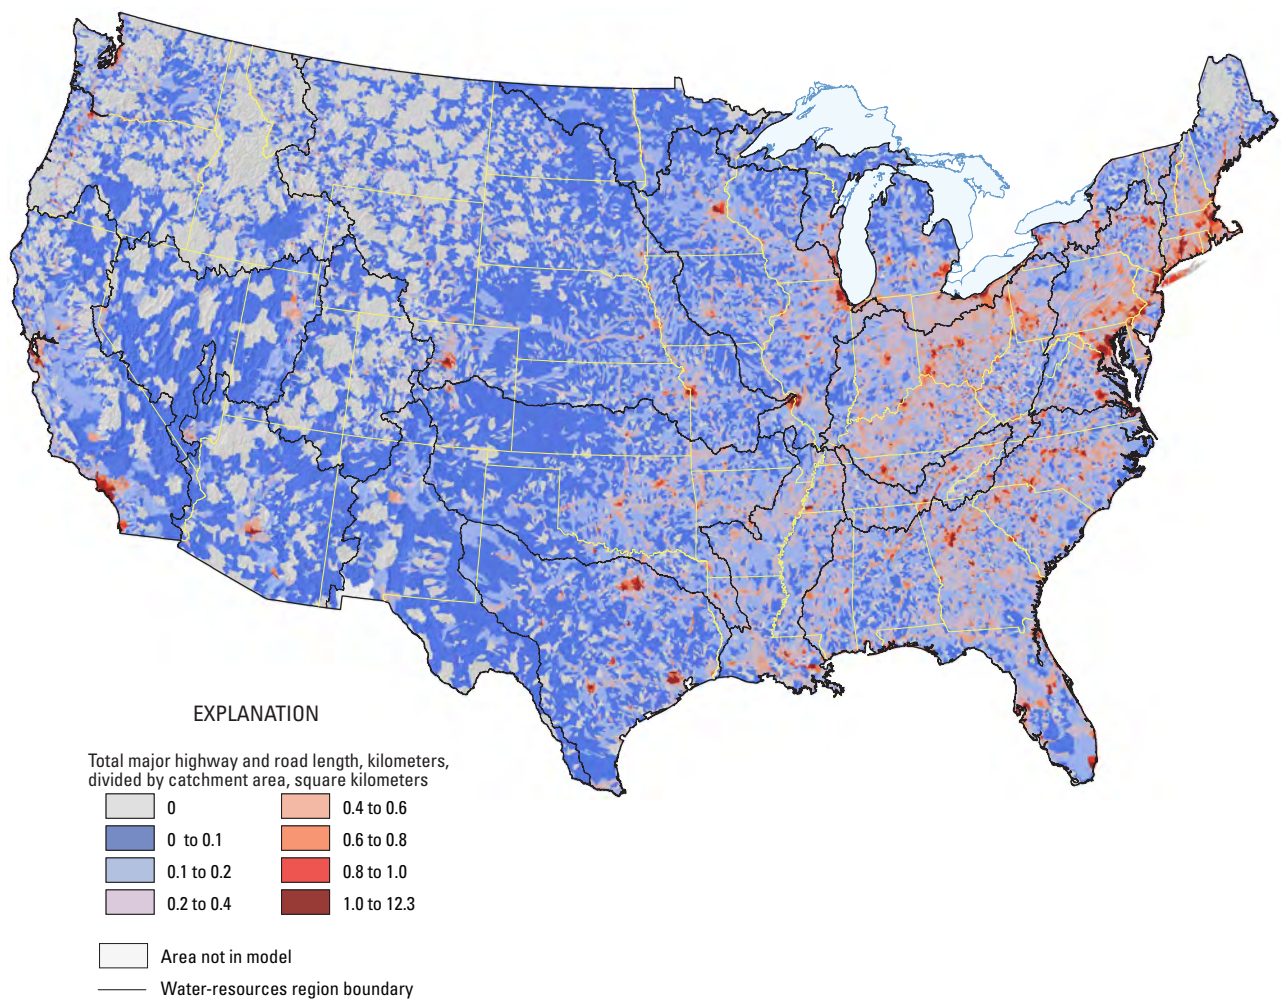 EXPLANATION
Total major highway and road length, kilometers,
divided by catchment area, square kilometers
0
0 to 0.1
0.1 to 0.2
0.2 to 0.4
0.4 to 0.6
0.6 to 0.8
0.8 to 1.0
1.0 to 12.3
Area not in model
Water-resources region boundary